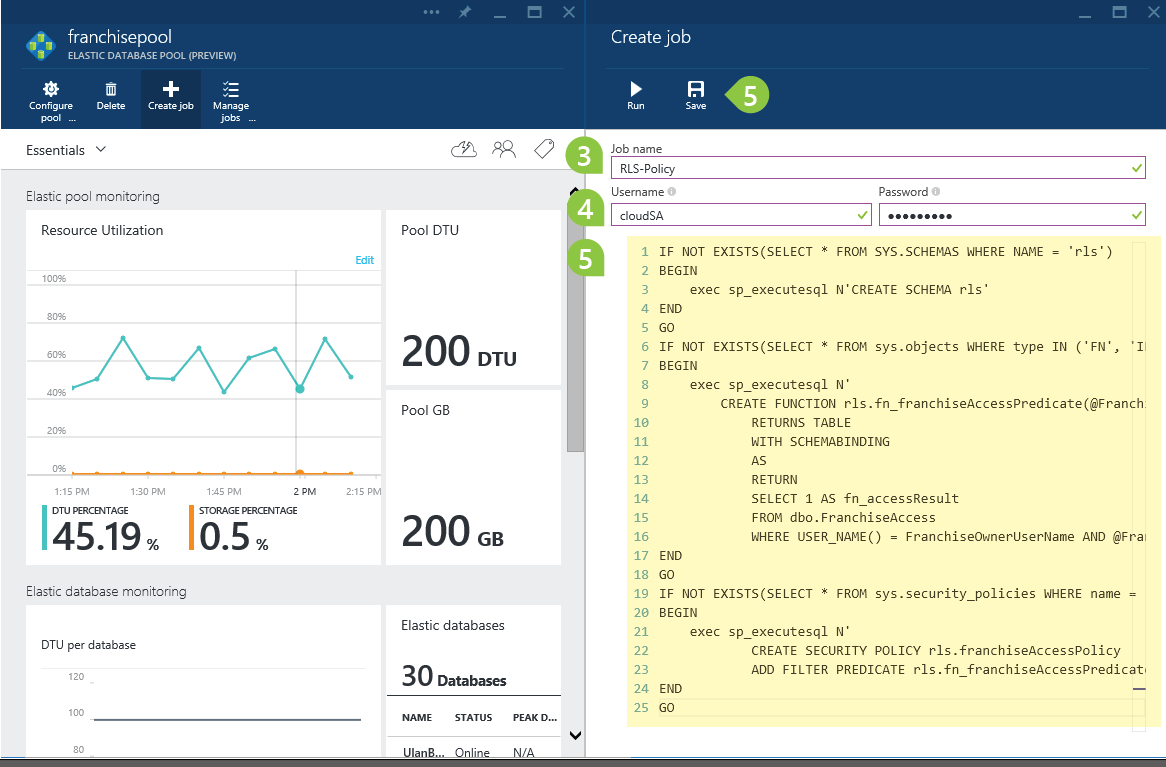 franchisepool
ELASTIC DATABASE POOL (PREVIEW)
Configure pool ...
Delete
Create job
Manage jobs ...
Essentials
Elastic pool monitoring
Resource Utilization
Edit
100%
80%
60%
40%
20%
0%
1:15 PM 1:30 PM 1:45 PM 2 PM 2:15 PM
DTU PERCENTAGE
45.19 %
STORAGE PERCENTAGE
0.5 %
Pool DTU
200 DTU
Pool GB
200 GB
Elastic database monitoring
DTU per database
120
100
80
Elastic databases
30 Databases
NAME STATUS PEAK D...
UlanB... Online N/A
Create job
Run
Save
5
3
Job name
RLS-Policy
4
Username
cloudSA
Password
•••••••••
5
1 IF NOT EXISTS(SELECT * FROM SYS.SCHEMAS WHERE NAME = 'rls')
2 BEGIN
3 exec sp_executesql N'CREATE SCHEMA rls'
4 END
5 GO
6 IF NOT EXISTS(SELECT * FROM sys.objects WHERE type IN ('FN', 'I
7 BEGIN
8 exec sp_executesql N'
9 CREATE FUNCTION rls.fn_franchiseAccessPredicate(@Franchi
10 RETURNS TABLE
11 WITH SCHEMABINDING
12 AS
13 RETURN
14 SELECT 1 AS fn_accessResult
15 FROM dbo.FranchiseAccess
16 WHERE USER_NAME() = FranchiseOwnerUserName AND @Fran
17 END
18 GO
19 IF NOT EXISTS(SELECT * FROM sys.security_policies WHERE name =
20 BEGIN
21 exec sp_executesql N'
22 CREATE SECURITY POLICY rls.franchiseAccessPolicy
23 ADD FILTER PREDICATE rls.fn_franchiseAccessPredicate
24 END
25 GO